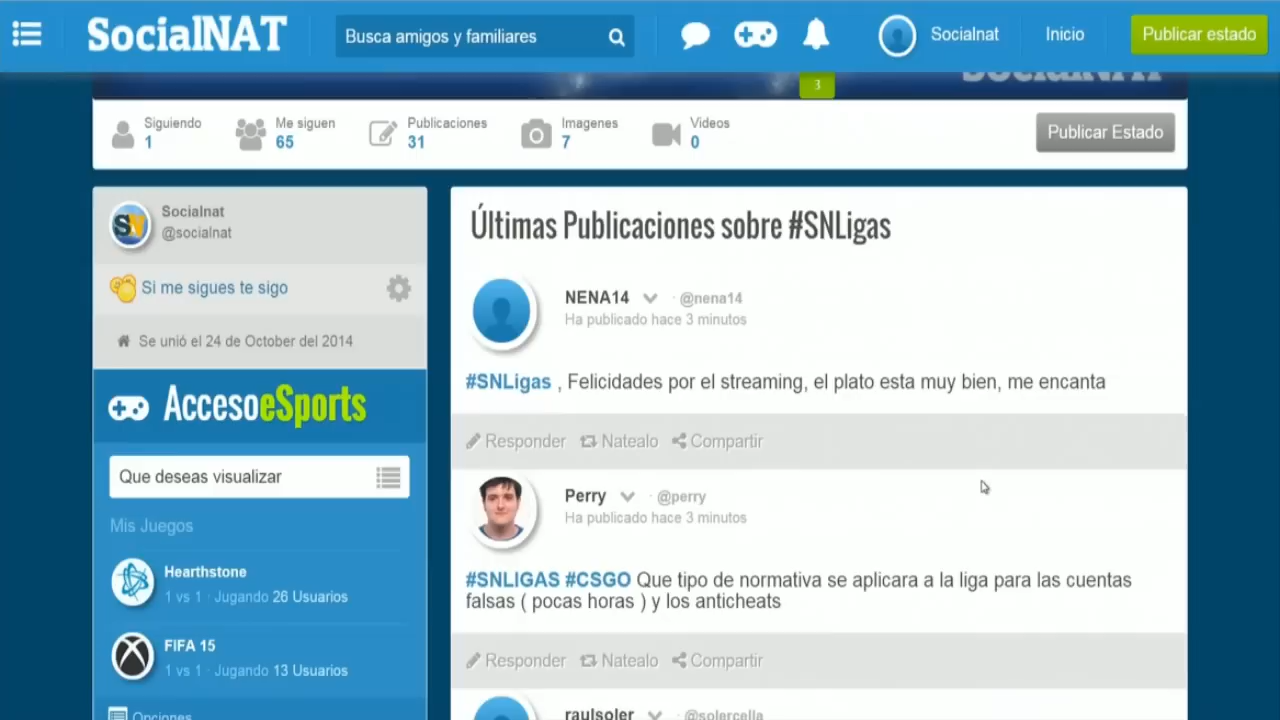 SocialNAT
Busca amigos y familiares
Socialnat
Inicio
Publicar estado
SocialNAT
3
Siguiendo
1
Me siguen
65
Publicaciones
31
Imagenes
7
Videos
0
Publicar Estado
Socialnat
@socialnat
Si me sigues te sigo
Se unió el 24 de October del 2014
AccesoeSports
Que deseas visualizar
Mis Juegos
Hearthstone
1 vs 1 · Jugando 26 Usuarios
FIFA 15
1 vs 1 · Jugando 13 Usuarios
Opciones
Últimas Publicaciones sobre #SNLigas
NENA14 · @nena14
Ha publicado hace 3 minutos
#SNLigas , Felicidades por el streaming, el plato esta muy bien, me encanta
Responder Natealo Compartir
Perry · @perry
Ha publicado hace 3 minutos
#SNLIGAS #CSGO Que tipo de normativa se aplicara a la liga para las cuentas
falsas ( pocas horas ) y los anticheats
Responder Natealo Compartir
raulsoler · @solercella